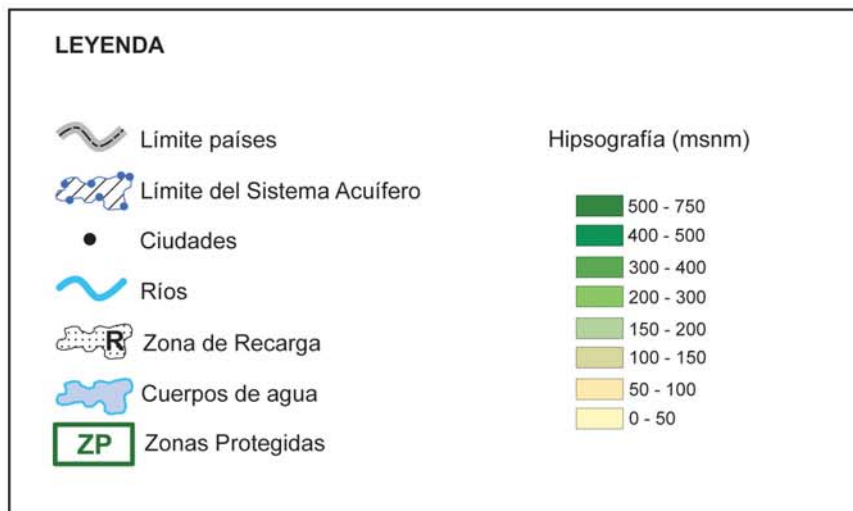 LEYENDA
Límite países
Límite del Sistema Acuífero
Ciudades
Ríos
R
Zona de Recarga
Cuerpos de agua
ZP
Zonas Protegidas
Hipsografía (msnm)
500 - 750
400 - 500
300 - 400
200 - 300
150 - 200
100 - 150
50 - 100
0 - 50